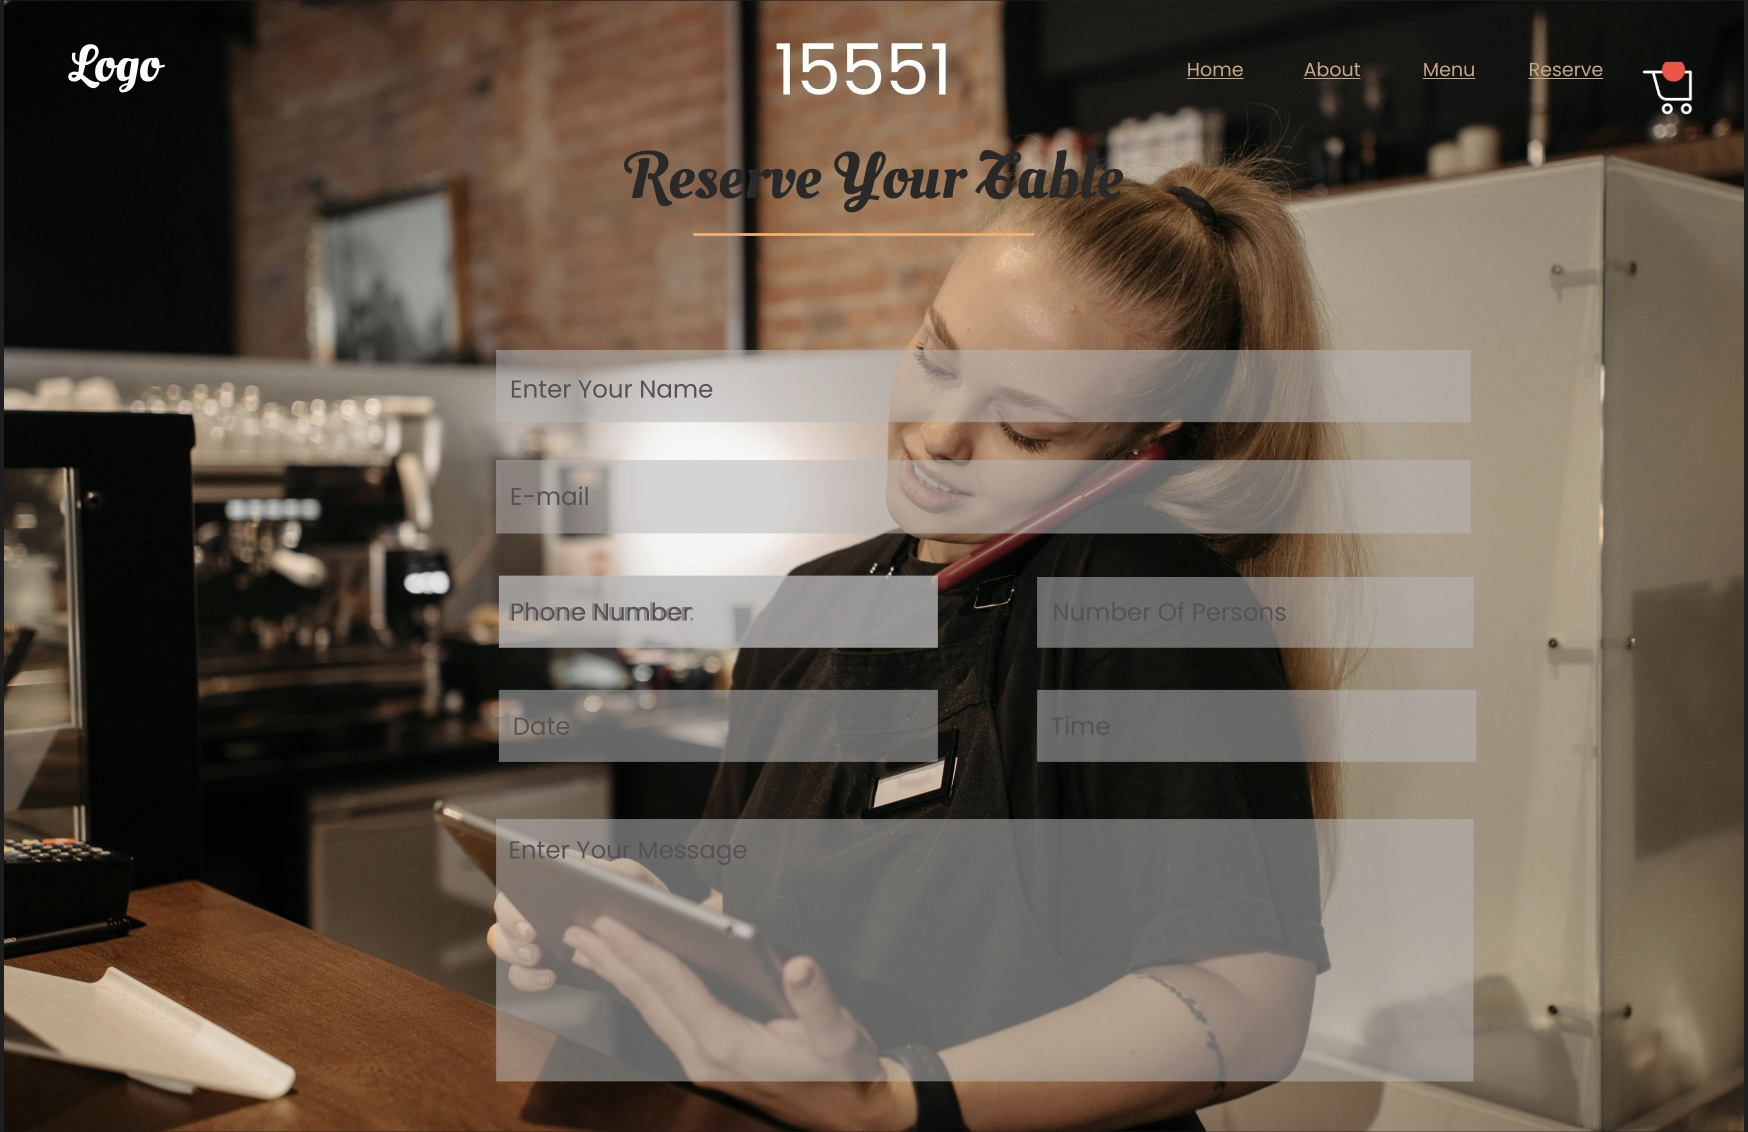 Logo
15551
Home About Menu Reserve
Reserve Your Table
Enter Your Name
E-mail
Phone Number
Number Of Persons
Date
Time
Enter Your Message